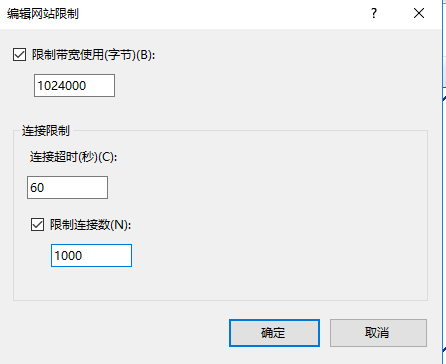 编辑网站限制
?
限制带宽使用(字节)(B):
1024000
连接限制
连接超时(秒)(C):
60
限制连接数(N):
1000
确定
取消